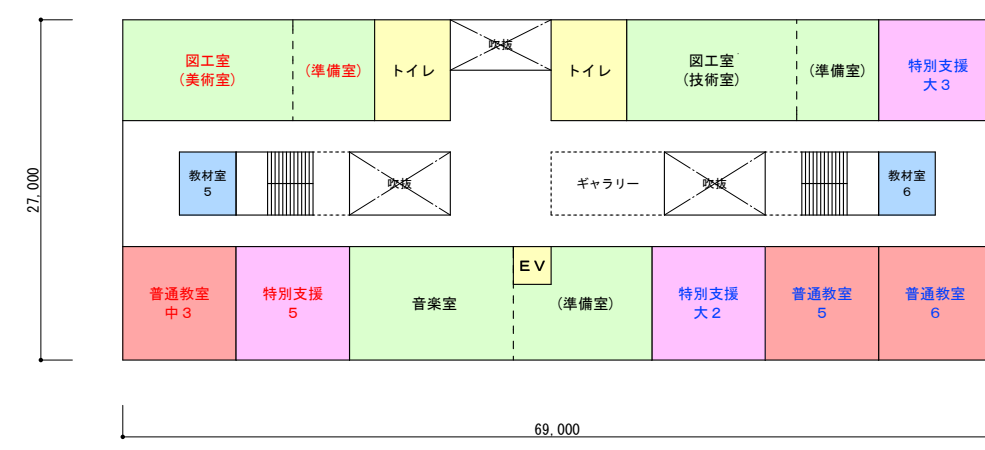 吹抜
図工室
(美術室)
(準備室)
トイレ
トイレ
図工室
(技術室)
(準備室)
特別支援
大3
教材室
5
吹抜
ギャラリー
吹抜
教材室
6
27,000
普通教室
中3
特別支援
5
音楽室
EV
(準備室)
特別支援
大2
普通教室
5
普通教室
6
69,000